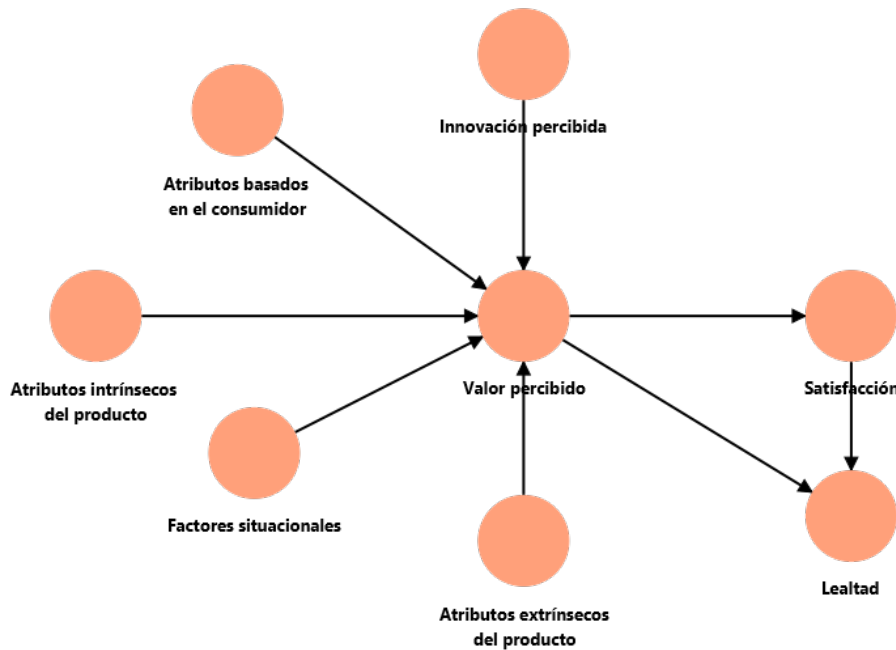 Innovación percibida
Atributos basados
en el consumidor
Atributos intrínsecos
del producto
Valor percibido
Satisfacción
Factores situacionales
Lealtad
Atributos extrínsecos
del producto